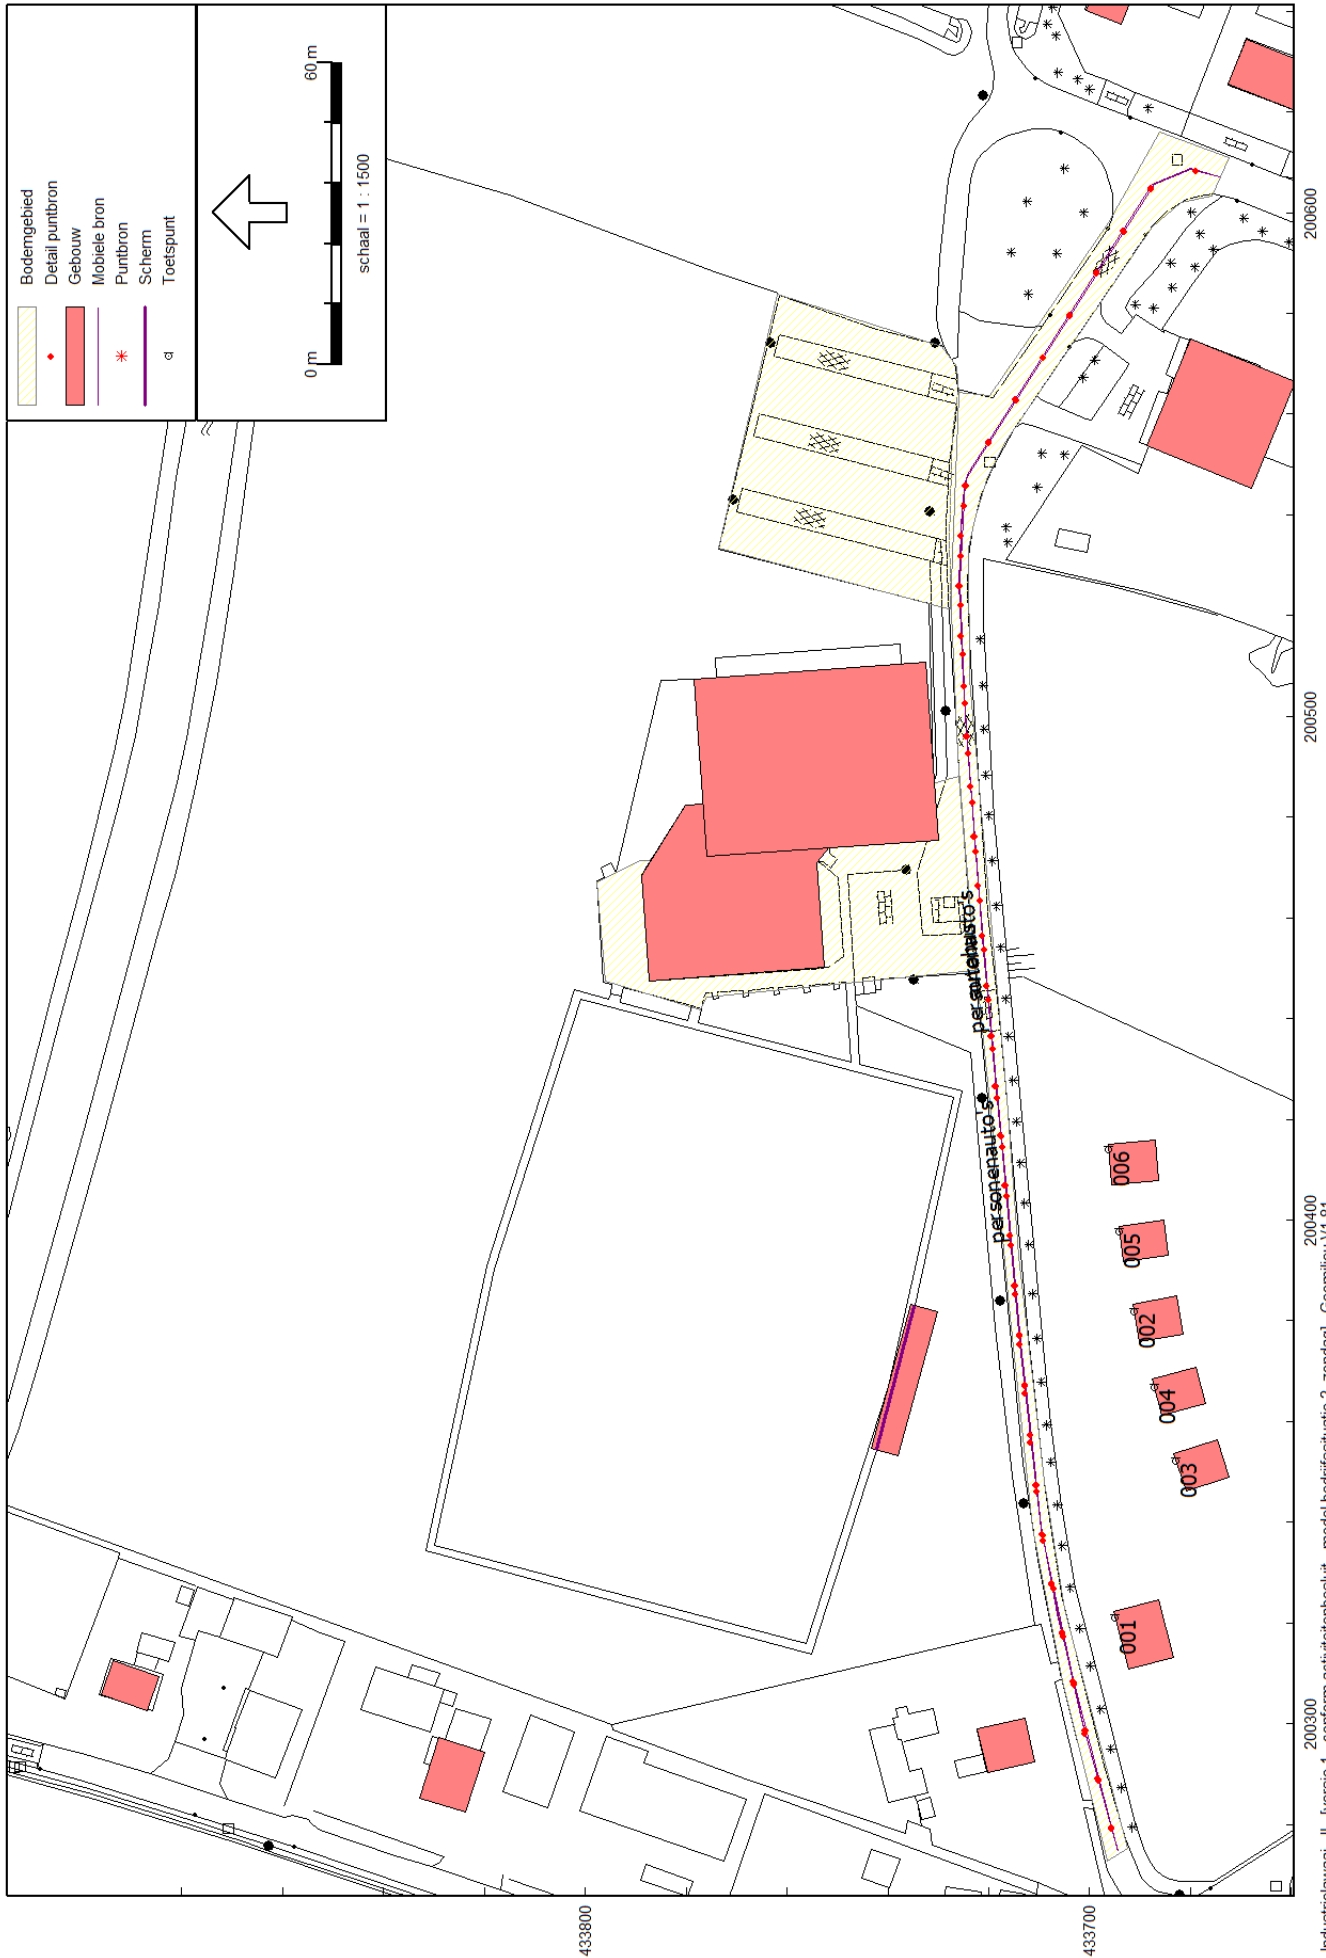 Bodemgebied
Detail puntbron
Gebouw
Mobiele bron
Puntbron
Scherm
Toetspunt
0 m
60 m
schaal = 1 : 1500
personenauto's
personenauto's
001
003
004
002
005
006
433800
433700
200300
200400
200500
200600